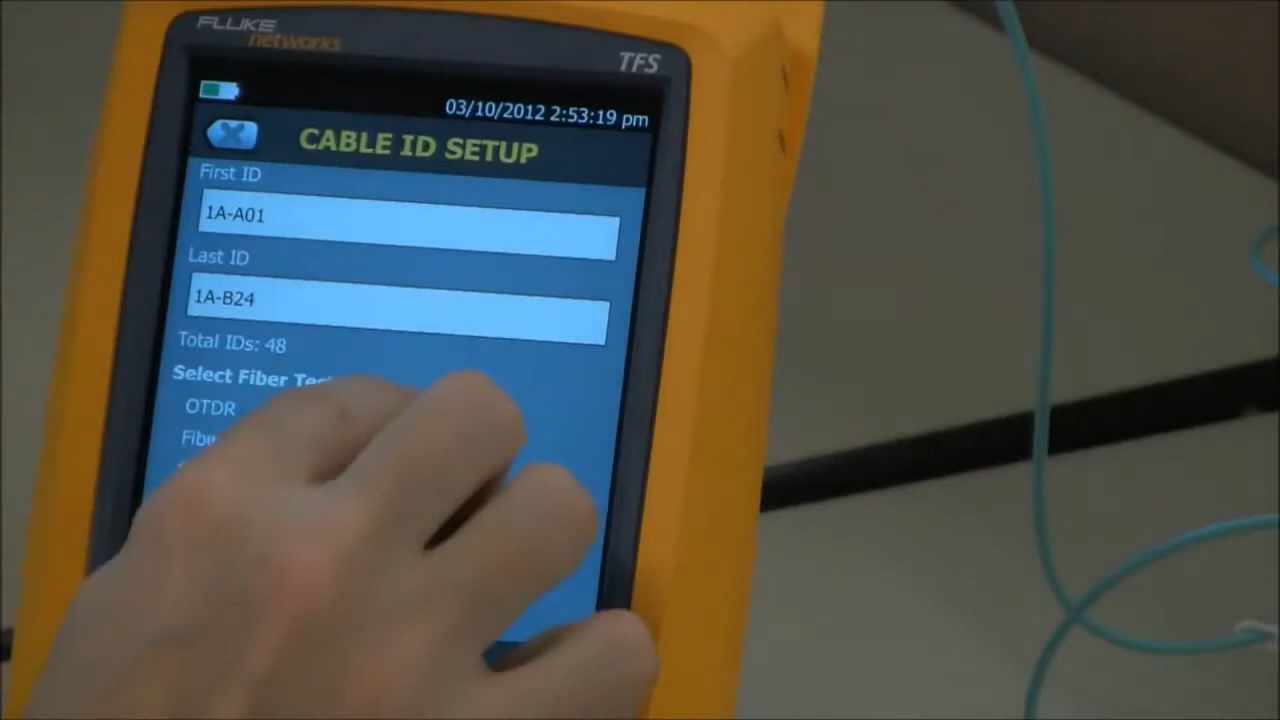 FLUKE
networks
TFS
03/10/2012 2:53:19 pm
CABLE ID SETUP
First ID
1A-A01
Last ID
1A-B24
Total IDs: 48
Select Fiber
OTDR